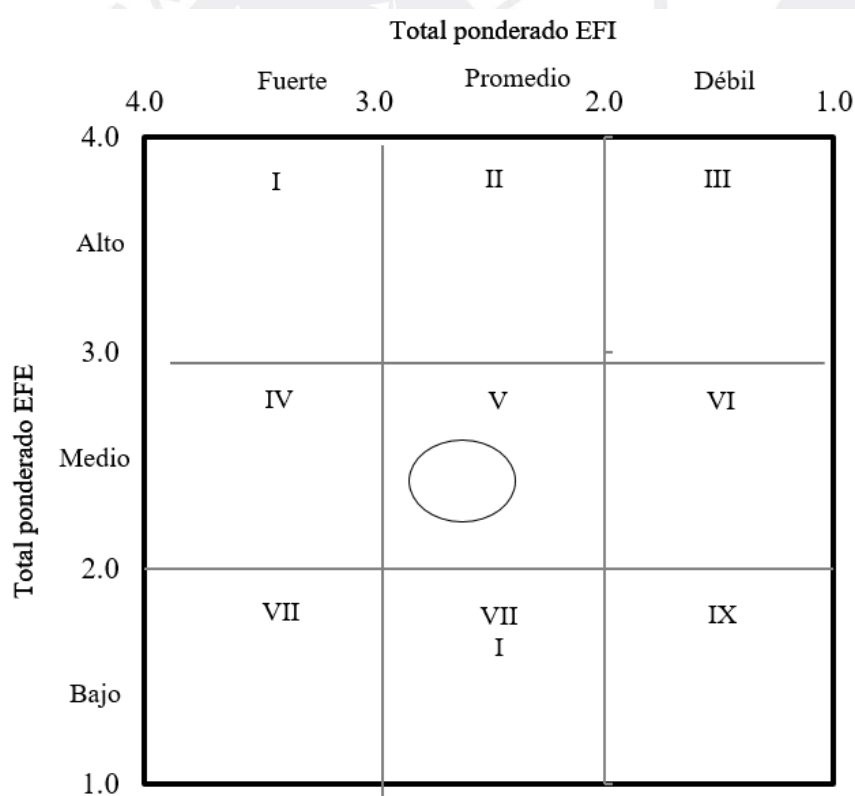 Total ponderado EFI
Fuerte Promedio Débil
4.0 3.0 2.0 1.0
4.0
I II III
Alto
3.0
IV V VI
Medio
Total ponderado EFE
2.0
VII VII IX
I
Bajo
1.0